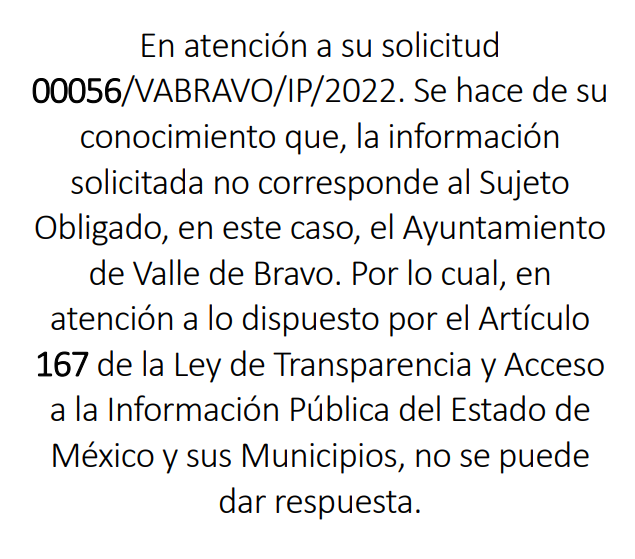 En atención a su solicitud
00056/VABRAVO/IP/2022. Se hace de su
conocimiento que, la información
solicitada no corresponde al Sujeto
Obligado, en este caso, el Ayuntamiento
de Valle de Bravo. Por lo cual, en
atención a lo dispuesto por el Artículo
167 de la Ley de Transparencia y Acceso
a la Información Pública del Estado de
México y sus Municipios, no se puede
dar respuesta.